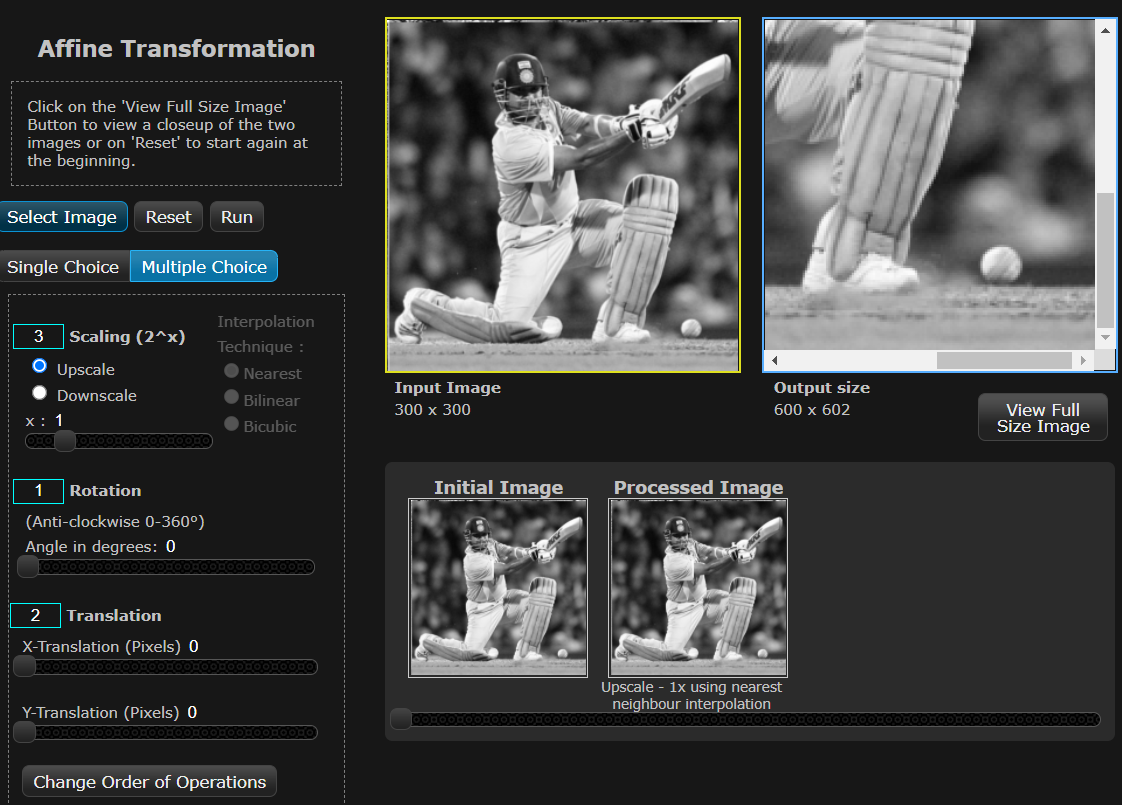 Affine Transformation
Click on the 'View Full Size Image'
Button to view a closeup of the two
images or on 'Reset' to start again at
the beginning.
Select Image
Reset
Run
Single Choice
Multiple Choice
3
Scaling (2^x)
Upscale
Downscale
x : 1
Interpolation
Technique :
Nearest
Bilinear
Bicubic
1
Rotation
(Anti-clockwise 0-360º)
Angle in degrees: 0
2
Translation
X-Translation (Pixels) 0
Y-Translation (Pixels) 0
Change Order of Operations
Input Image
300 x 300
Output size
600 x 602
View Full
Size Image
Initial Image
Processed Image
Upscale - 1x using nearest
neighbour interpolation